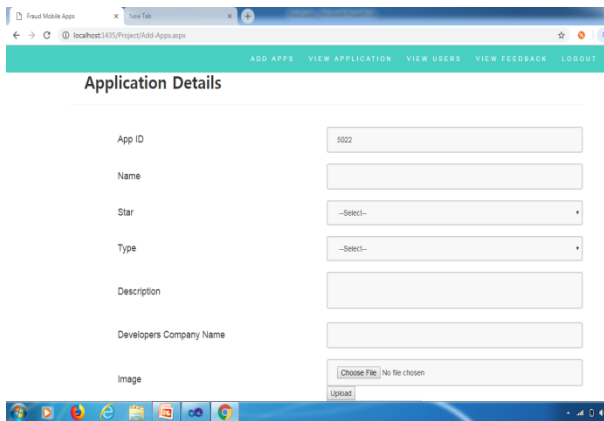 Fraud Mobile Apps
New Tab
localhost:1435/Project/Add-Apps.aspx
ADD APPS VIEW APPLICATION VIEW USERS VIEW FEEDBACK LOGOUT
Application Details
App ID 5022
Name
Star --Select--
Type --Select--
Description
Developers Company Name
Image Choose File No file chosen
Upload